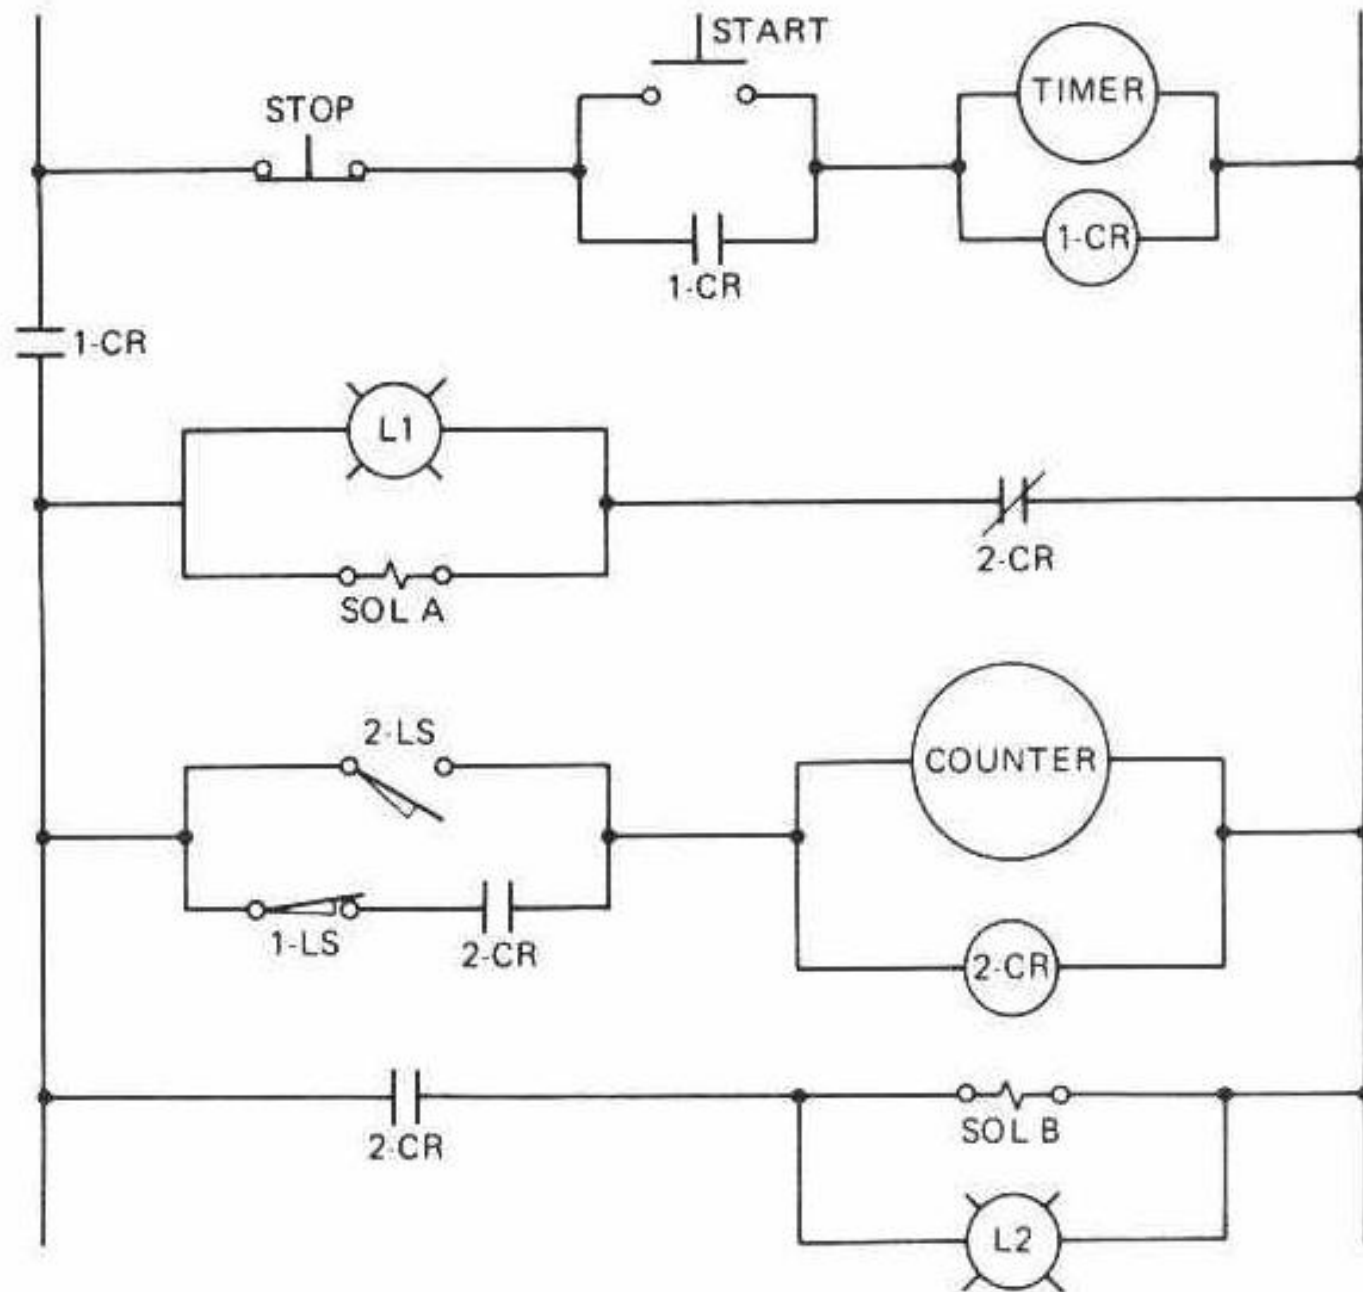 START
TIMER
STOP
1-CR
1-CR
1-CR
L1
2-CR
SOL A
2-LS
COUNTER
1-LS
2-CR
2-CR
2-CR
SOL B
L2